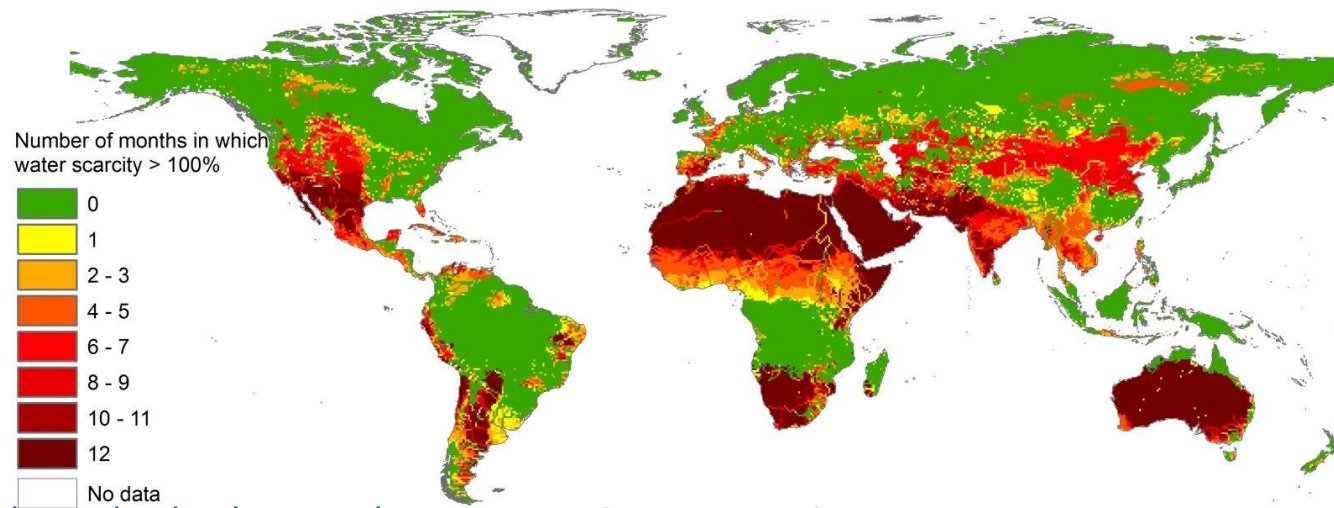 Number of months in which
water scarcity > 100%
0
1
2 - 3
4 - 5
6 - 7
8 - 9
10 - 11
12
No data